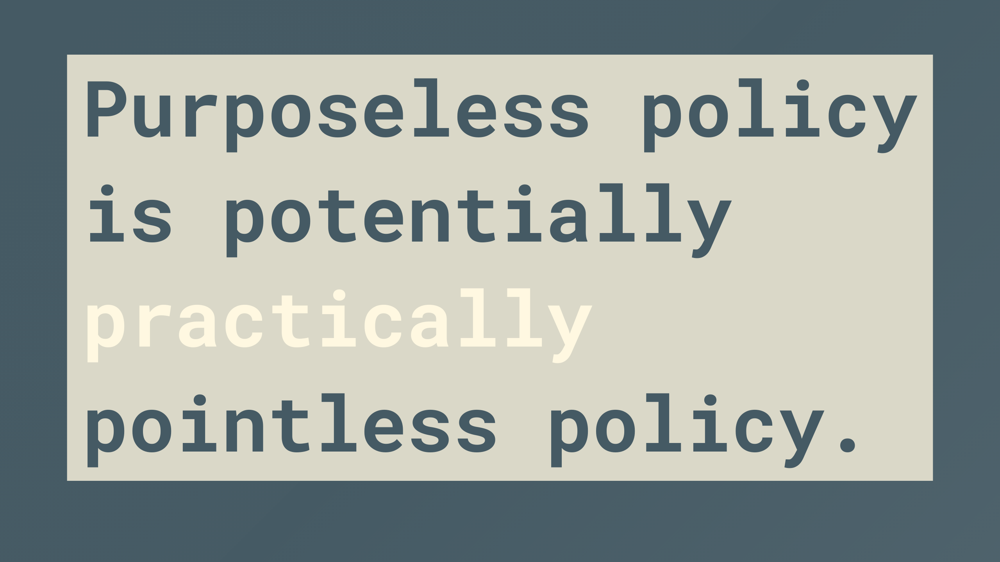 Purposeless policy
is potentially
practically
pointless policy.